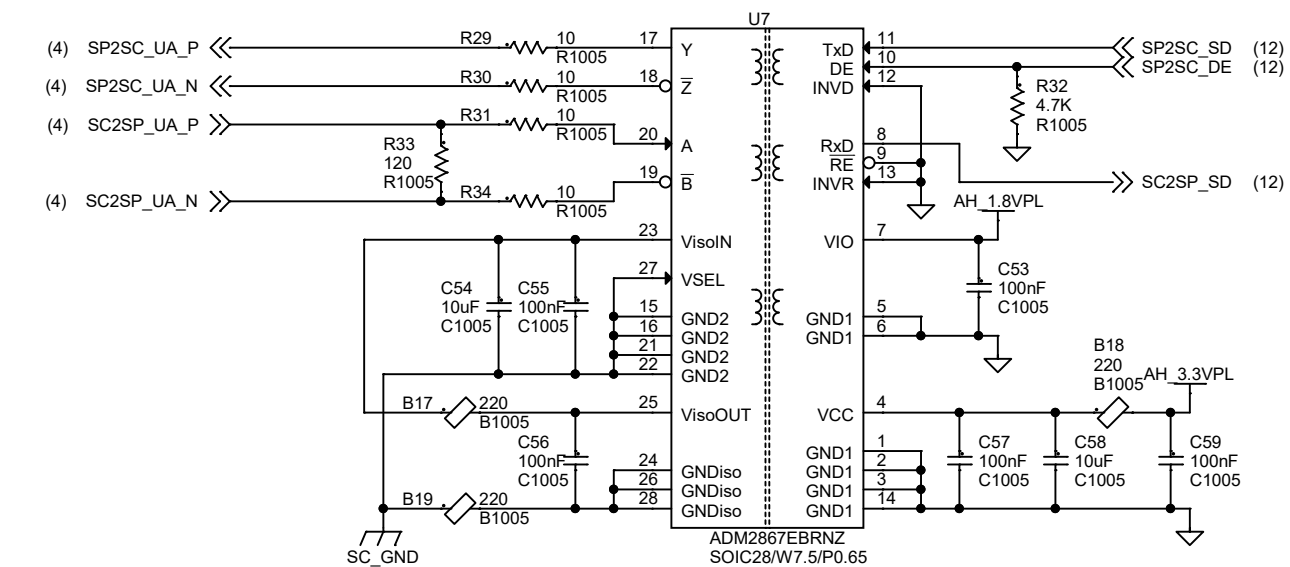 U7
(4) SP2SC_UA_P R29 10 R1005 17 Y
(4) SP2SC_UA_N R30 10 R1005 18 Z
(4) SC2SP_UA_P R31 10 R1005 20 A
R33 120 R1005
(4) SC2SP_UA_N R34 10 R1005 19 B
23 VisoIN
27 VSEL
C54 10uF C1005
C55 100nF C1005
15 GND2
16 GND2
21 GND2
22 GND2
B17 220 B1005 25 VisoOUT
C56 100nF C1005
24 GNDiso
26 GNDiso
28 GNDiso
B19 220 B1005
SC_GND
TxD 11 SP2SC_SD (12)
DE 10 SP2SC_DE (12)
INVD 12
R32 4.7K R1005
RxD 8 SC2SP_SD (12)
RE 9
INVR 13
AH_1.8VPL
VIO 7
C53 100nF C1005
GND1 5
GND1 6
B18 220 B1005
AH_3.3VPL
VCC 4
C57 100nF C1005
C58 10uF C1005
C59 100nF C1005
GND1 1
GND1 2
GND1 3
GND1 14
ADM2867EBRNZ
SOIC28/W7.5/P0.65